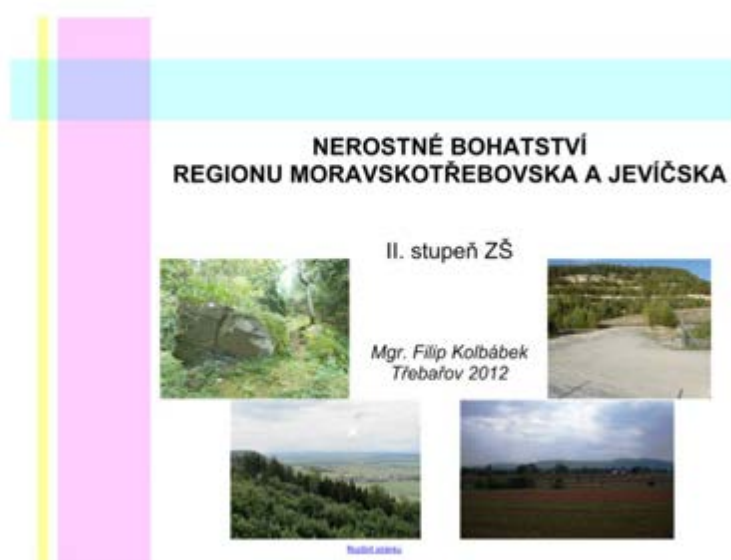 NEROSTNÉ BOHATSTVÍ
REGIONU MORAVSKOTŘEBOVSKA A JEVÍČSKA
II. stupeň ZŠ
Mgr. Filip Kolbábek
Třebařov 2012